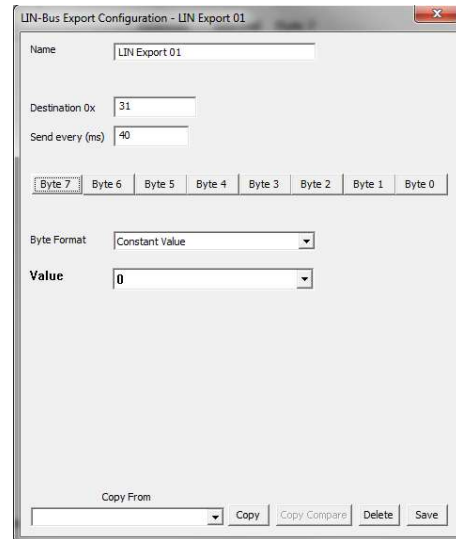 LIN-Bus Export Configuration - LIN Export 01
x
Name LIN Export 01
Destination 0x 31
Send every (ms) 40
Byte 7 Byte 6 Byte 5 Byte 4 Byte 3 Byte 2 Byte 1 Byte 0
Byte Format Constant Value
Value 0
Copy From
Copy Copy Compare Delete Save